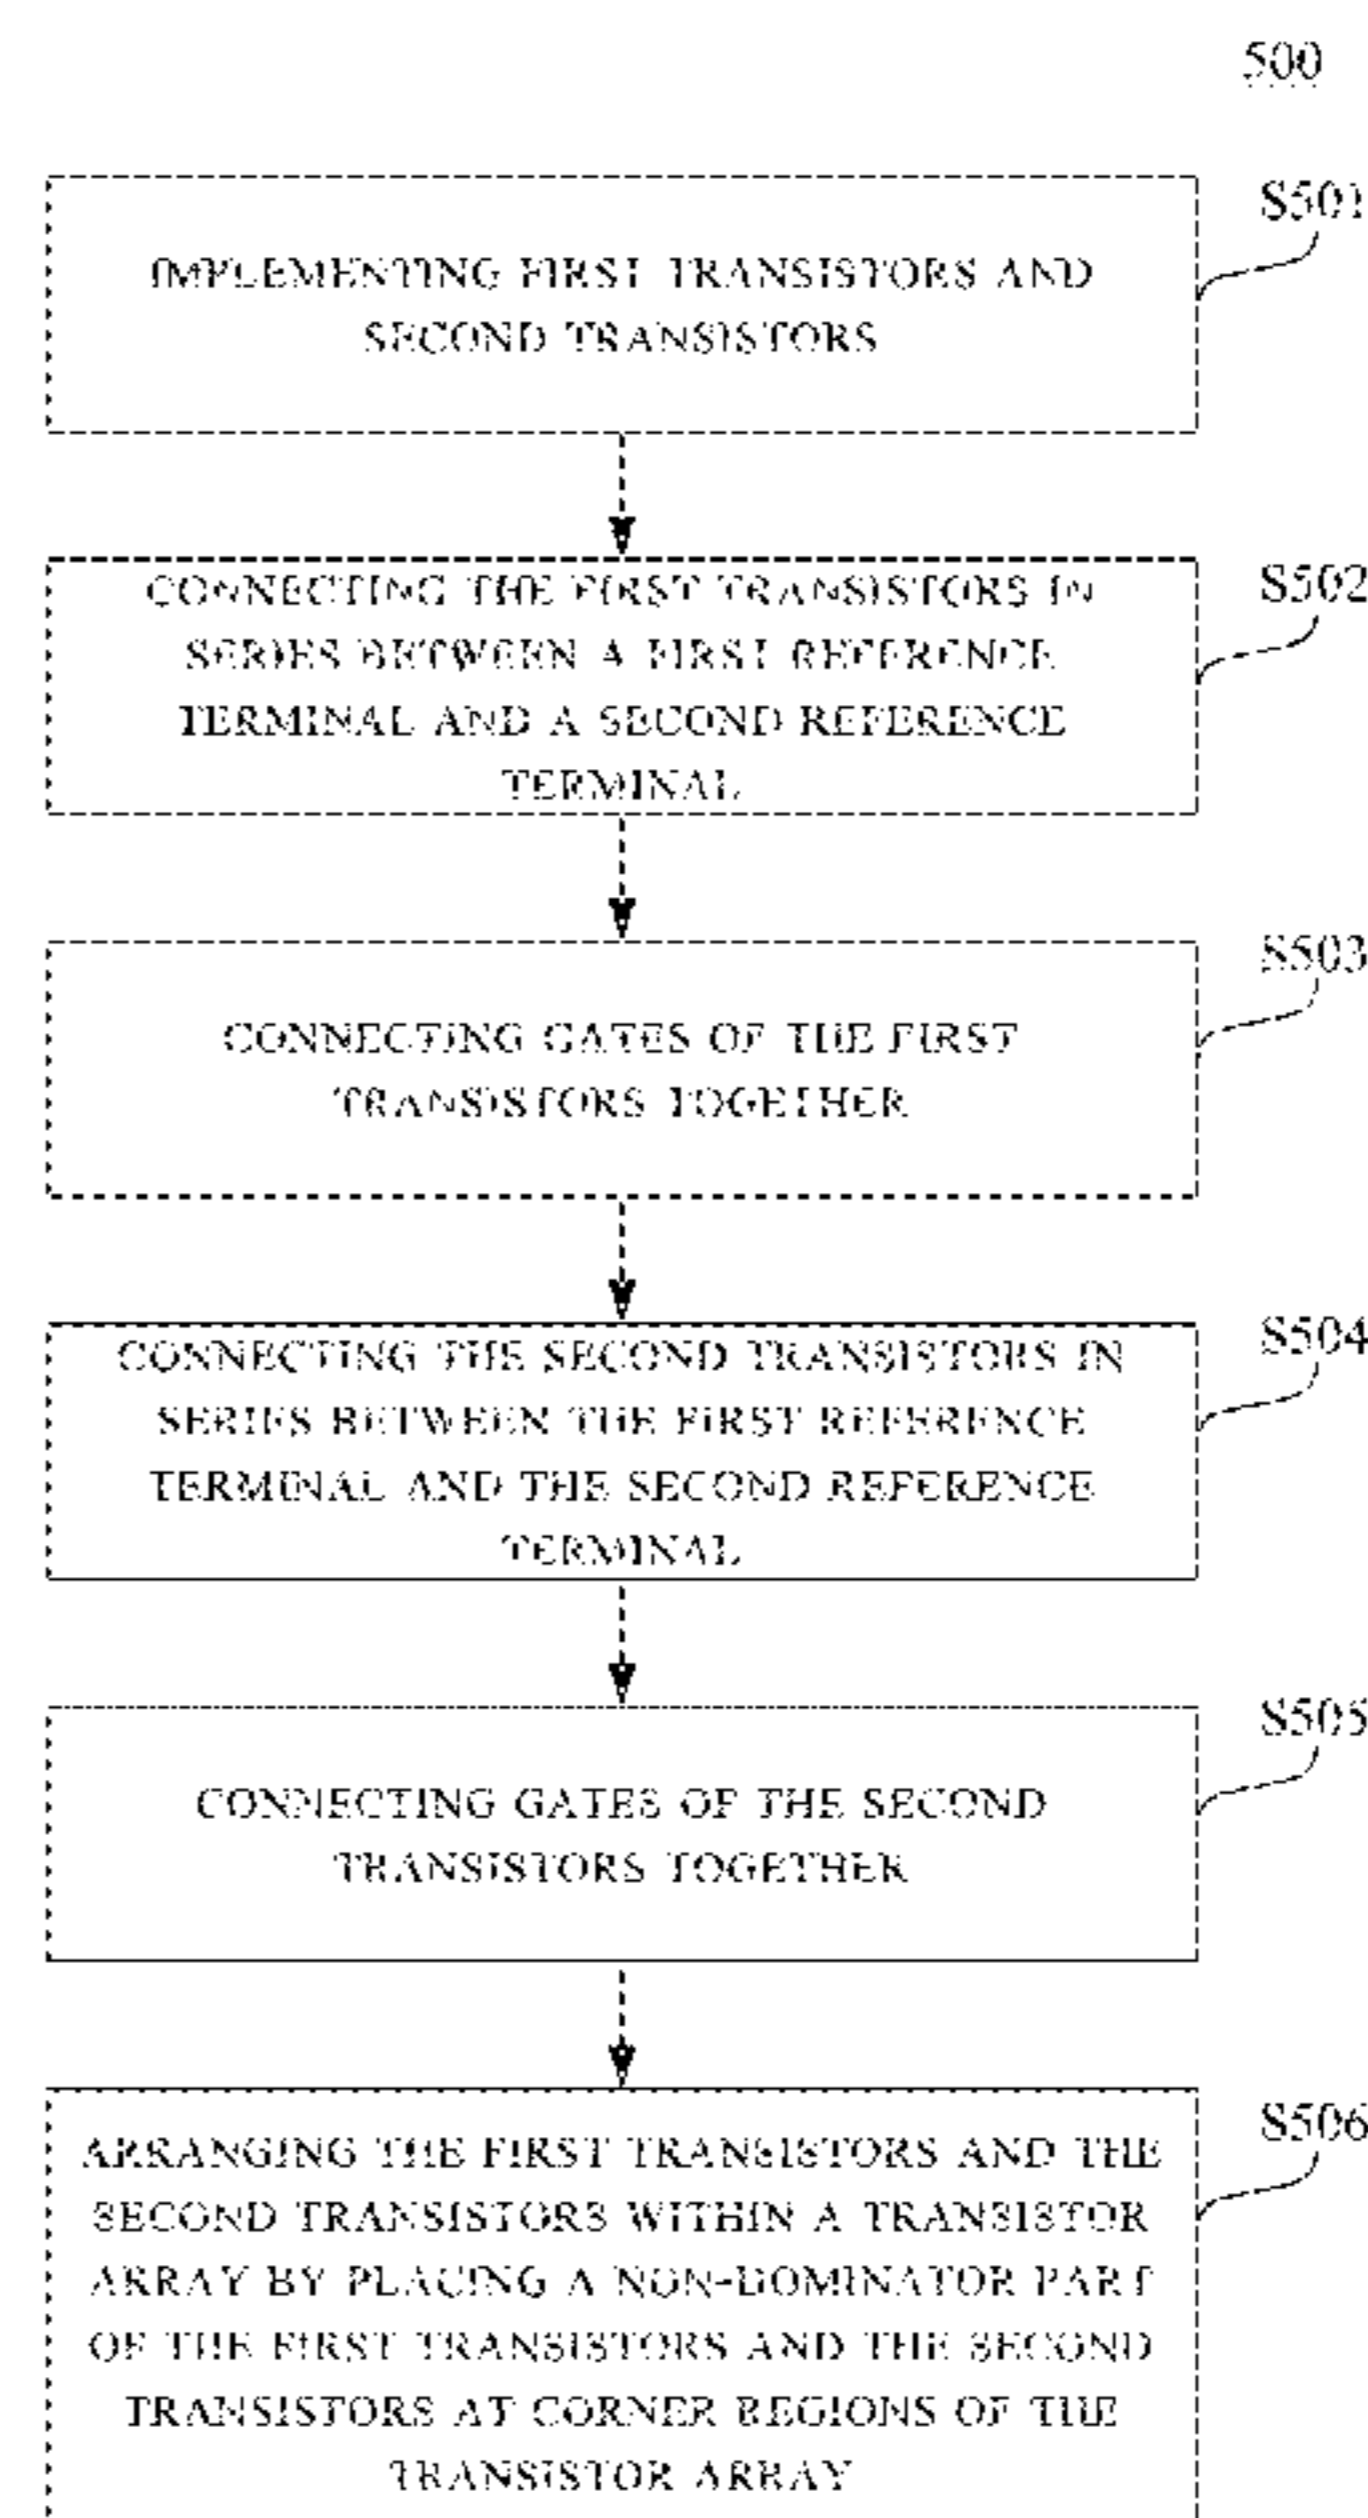 500
S501
IMPLEMENTING FIRST TRANSISTORS AND
SECOND TRANSISTORS
S502
CONNECTING THE FIRST TRANSISTORS IN
SERIES BETWEEN A FIRST REFERENCE
TERMINAL AND A SECOND REFERENCE
TERMINAL
S503
CONNECTING GATES OF THE FIRST
TRANSISTORS TOGETHER
S504
CONNECTING THE SECOND TRANSISTORS IN
SERIES BETWEEN THE FIRST REFERENCE
TERMINAL AND THE SECOND REFERENCE
TERMINAL
S505
CONNECTING GATES OF THE SECOND
TRANSISTORS TOGETHER
S506
ARRANGING THE FIRST TRANSISTORS AND THE
SECOND TRANSISTORS WITHIN A TRANSISTOR
ARRAY BY PLACING A NON-DOMINATOR PART
OF THE FIRST TRANSISTORS AND THE SECOND
TRANSISTORS AT CORNER REGIONS OF THE
TRANSISTOR ARRAY